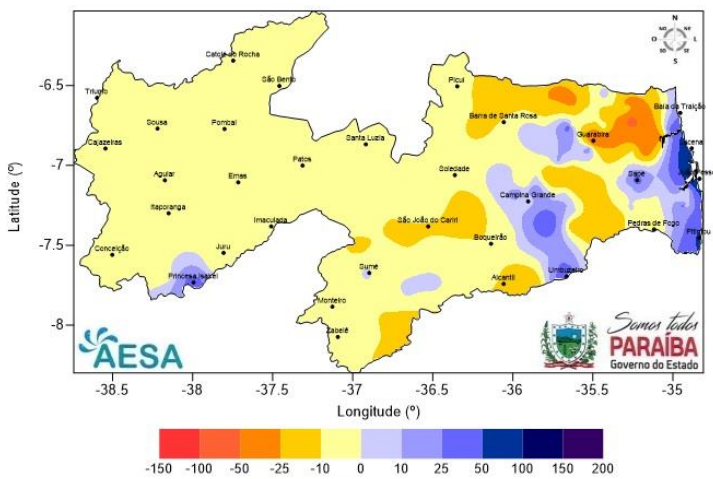 N
NO NE
O L
SO SE
S
Catolé do Rocha
São Bento
Triunfo
Picuí
Baía da Traição
Barra de Santa Rosa
Sousa
Pombal
Guarabira
Cajazeiras
Santa Luzia
Patos
Soledade
Aguiar
Emas
Sapé
Campina Grande
Itaporanga
Imaculada
São João do Cariri
Pedras de Fogo
Boqueirão
Conceição
Juru
Princesa Isabel
Sumé
Umbuzeiro
Alcantil
Monteiro
Zabelê
-6.5
-7
-7.5
-8
Latitude (º)
AESA
Somos todos
PARAÍBA
Governo do Estado
-38.5 -38 -37.5 -37 -36.5 -36 -35.5 -35
Longitude (º)
-150 -100 -50 -25 -10 0 10 25 50 100 150 200